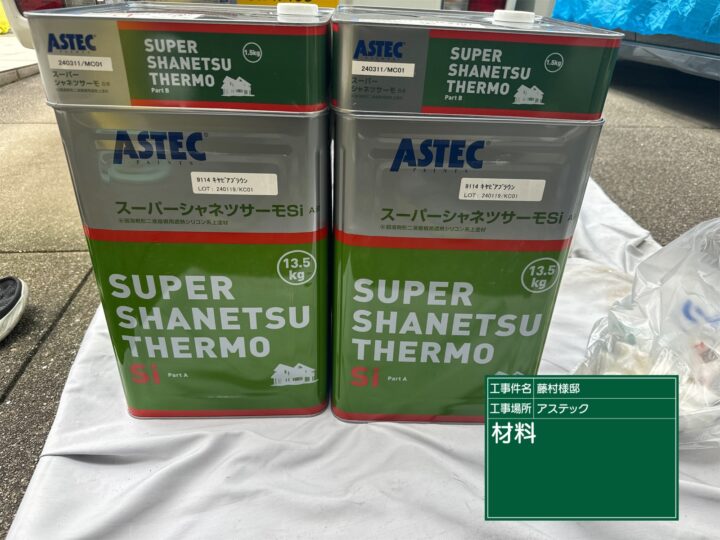 ASTEC
240311/MC01
スーパー
シャネツサーモ
SUPER
SHANETSU
THERMO
Part B
1.5kg
ASTEC
240311/MC01
スーパー
シャネツサーモ
SUPER
SHANETSU
THERMO
Part B
1.5kg
ASTEC
PAINTS
9114 キャビアブラウン
LOT : 240119/KC01
スーパーシャネツサーモSi
SUPER
SHANETSU
THERMO
Si Part A
13.5
kg
ASTEC
PAINTS
9114 キャビアブラウン
LOT : 240119/KC01
スーパーシャネツサーモSi
SUPER
SHANETSU
THERMO
Si Part A
13.5
kg
工事件名 藤村様邸
工事場所 アステック
材料